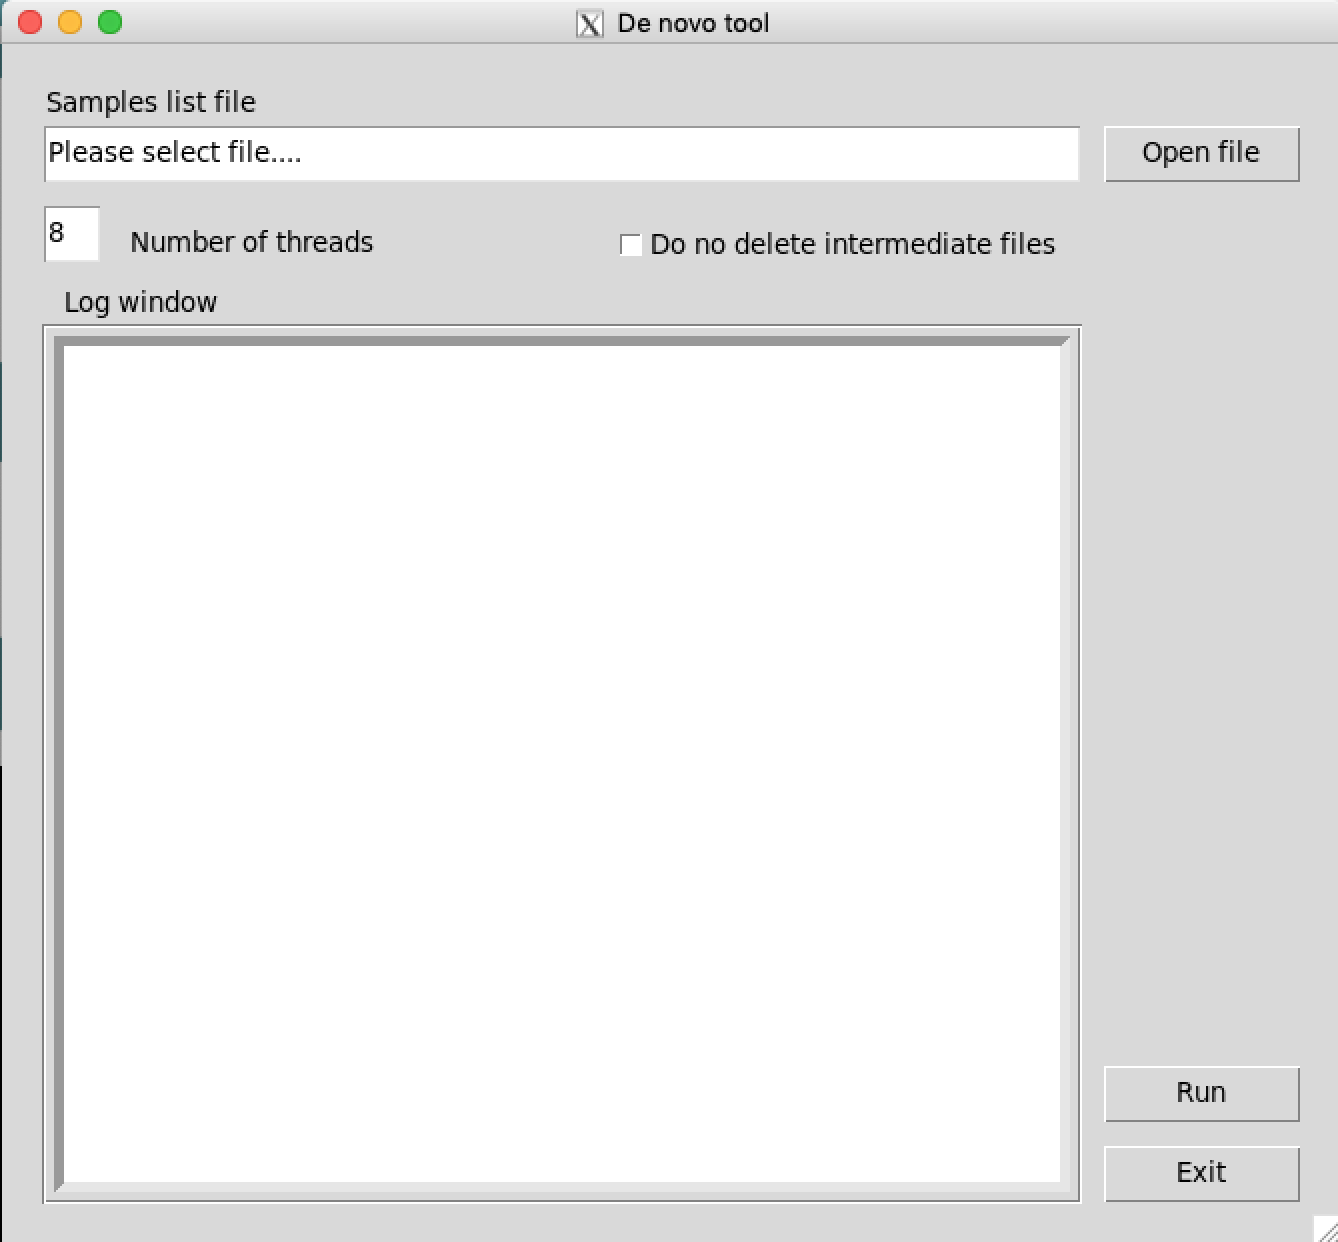 De novo tool
Samples list file
Please select file....
Open file
8
Number of threads
Do no delete intermediate files
Log window
Run
Exit